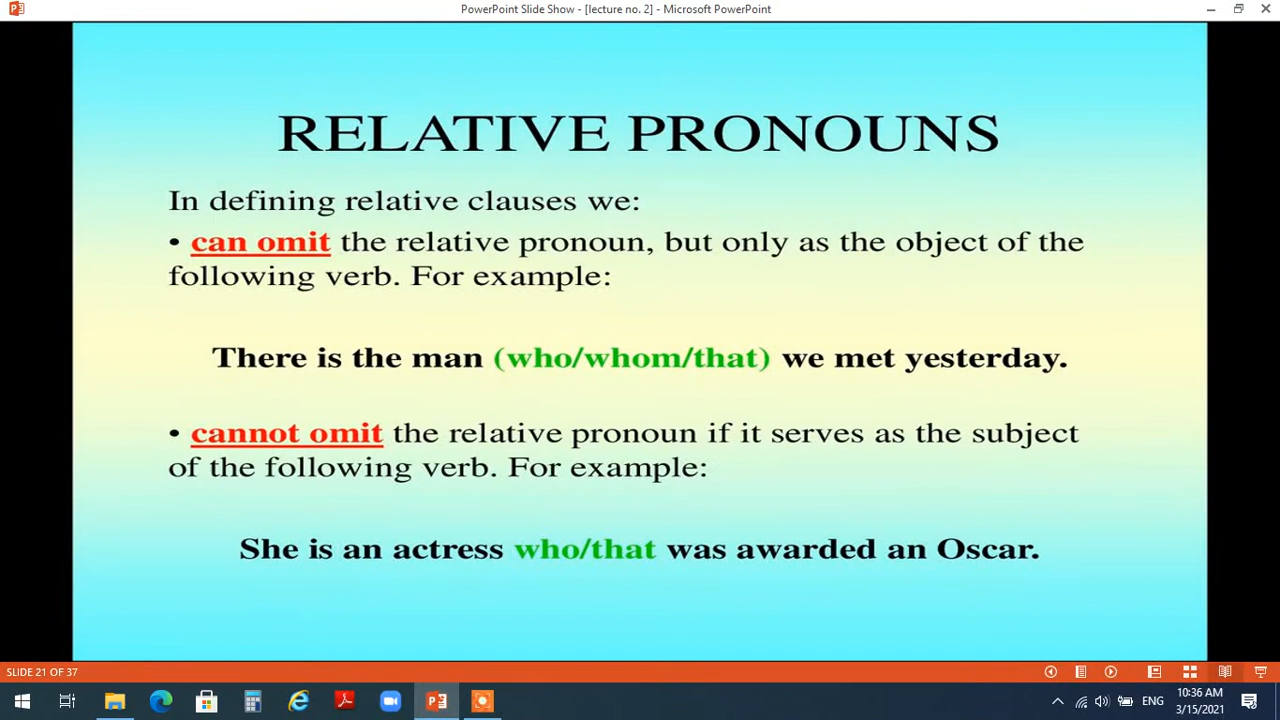 PowerPoint Slide Show - [lecture no. 2] - Microsoft PowerPoint
RELATIVE PRONOUNS
In defining relative clauses we:
• can omit the relative pronoun, but only as the object of the
following verb. For example:
There is the man (who/whom/that) we met yesterday.
• cannot omit the relative pronoun if it serves as the subject
of the following verb. For example:
She is an actress who/that was awarded an Oscar.
SLIDE 21 OF 37
ENG
10:36 AM
3/15/2021